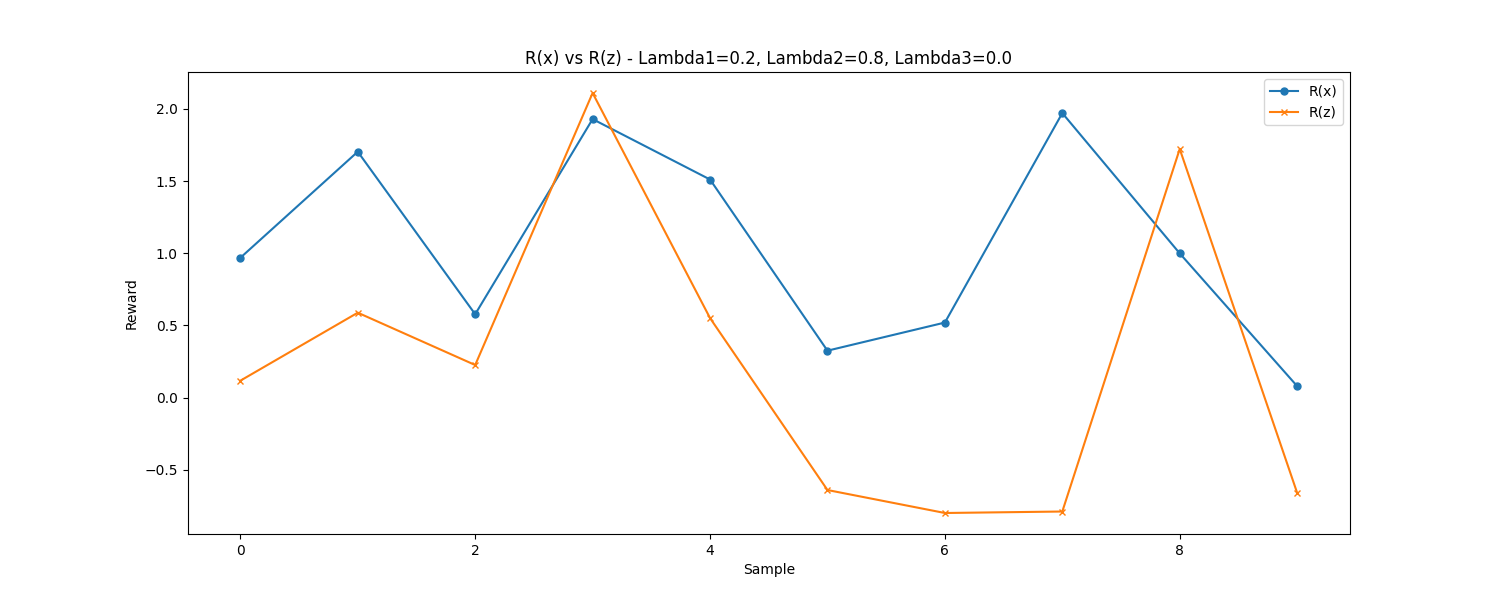 R(x) vs R(z) - Lambda1=0.2, Lambda2=0.8, Lambda3=0.0
R(x)
R(z)
2.0
1.5
1.0
0.5
0.0
−0.5
Reward
0 2 4 6 8
Sample